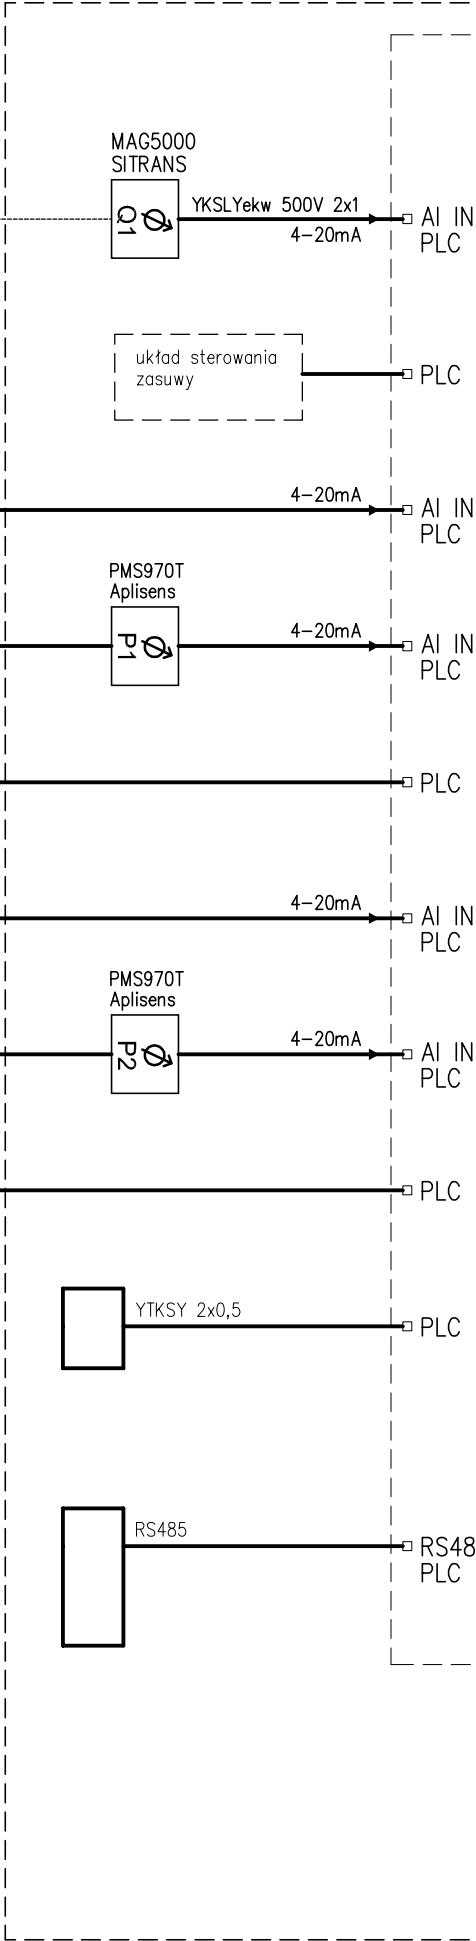 MAG5000
SITRANS
Q1
YKSLYekw 500V 2x1
4-20mA
AI IN
PLC
układ sterowania
zasuwy
PLC
4-20mA
AI IN
PLC
PMS970T
Aplisens
P1
4-20mA
AI IN
PLC
PLC
4-20mA
AI IN
PLC
PMS970T
Aplisens
P2
4-20mA
AI IN
PLC
PLC
YTKSY 2x0,5
PLC
RS485
RS48
PLC